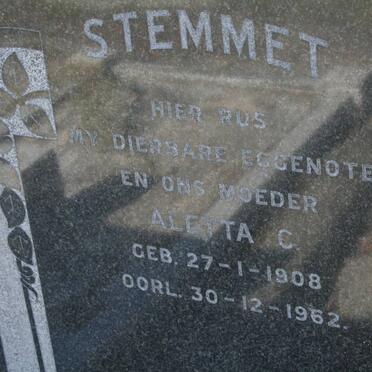 STEMMET
HIER RUS
MY DIERBARE EGGENOTE
EN ONS MOEDER
ALETTA C.
GEB. 27-1-1908
OORL. 30-12-1962.